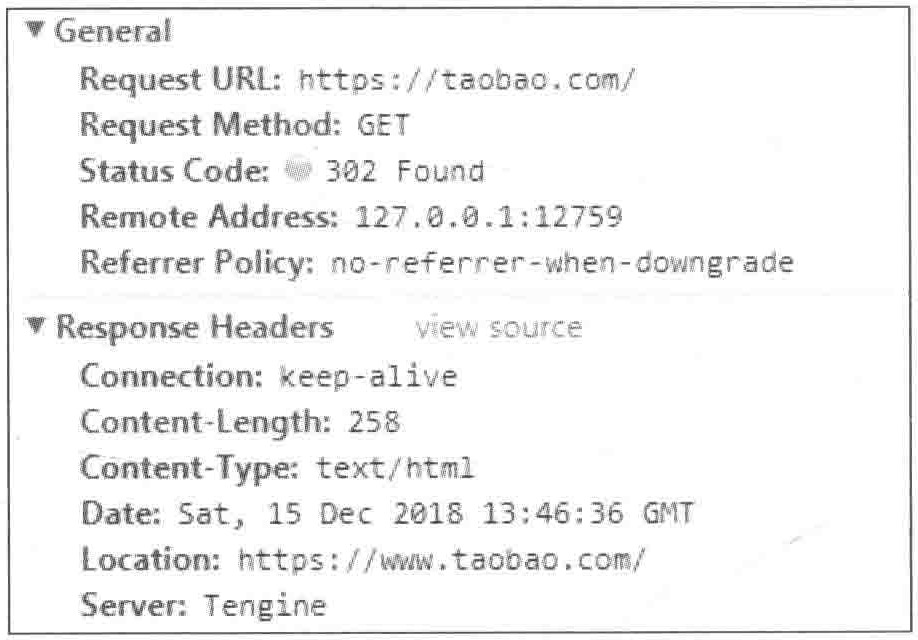 ▼ General
Request URL: https://taobao.com/
Request Method: GET
Status Code: 302 Found
Remote Address: 127.0.0.1:12759
Referrer Policy: no-referrer-when-downgrade
▼ Response Headers view source
Connection: keep-alive
Content-Length: 258
Content-Type: text/html
Date: Sat, 15 Dec 2018 13:46:36 GMT
Location: https://www.taobao.com/
Server: Tengine